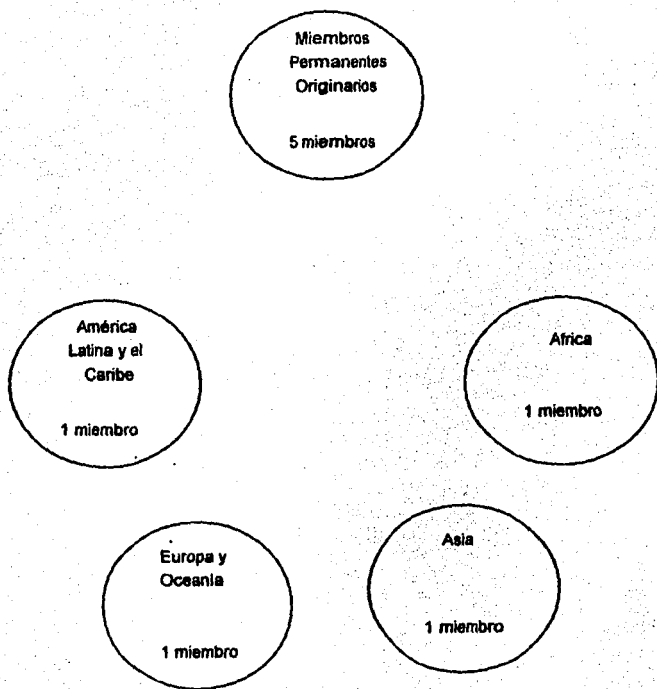 Miembros
Permanentes
Originarios
5 miembros
América
Latina y el
Caribe
1 miembro
Africa
1 miembro
Europa y
Oceanía
1 miembro
Asia
1 miembro